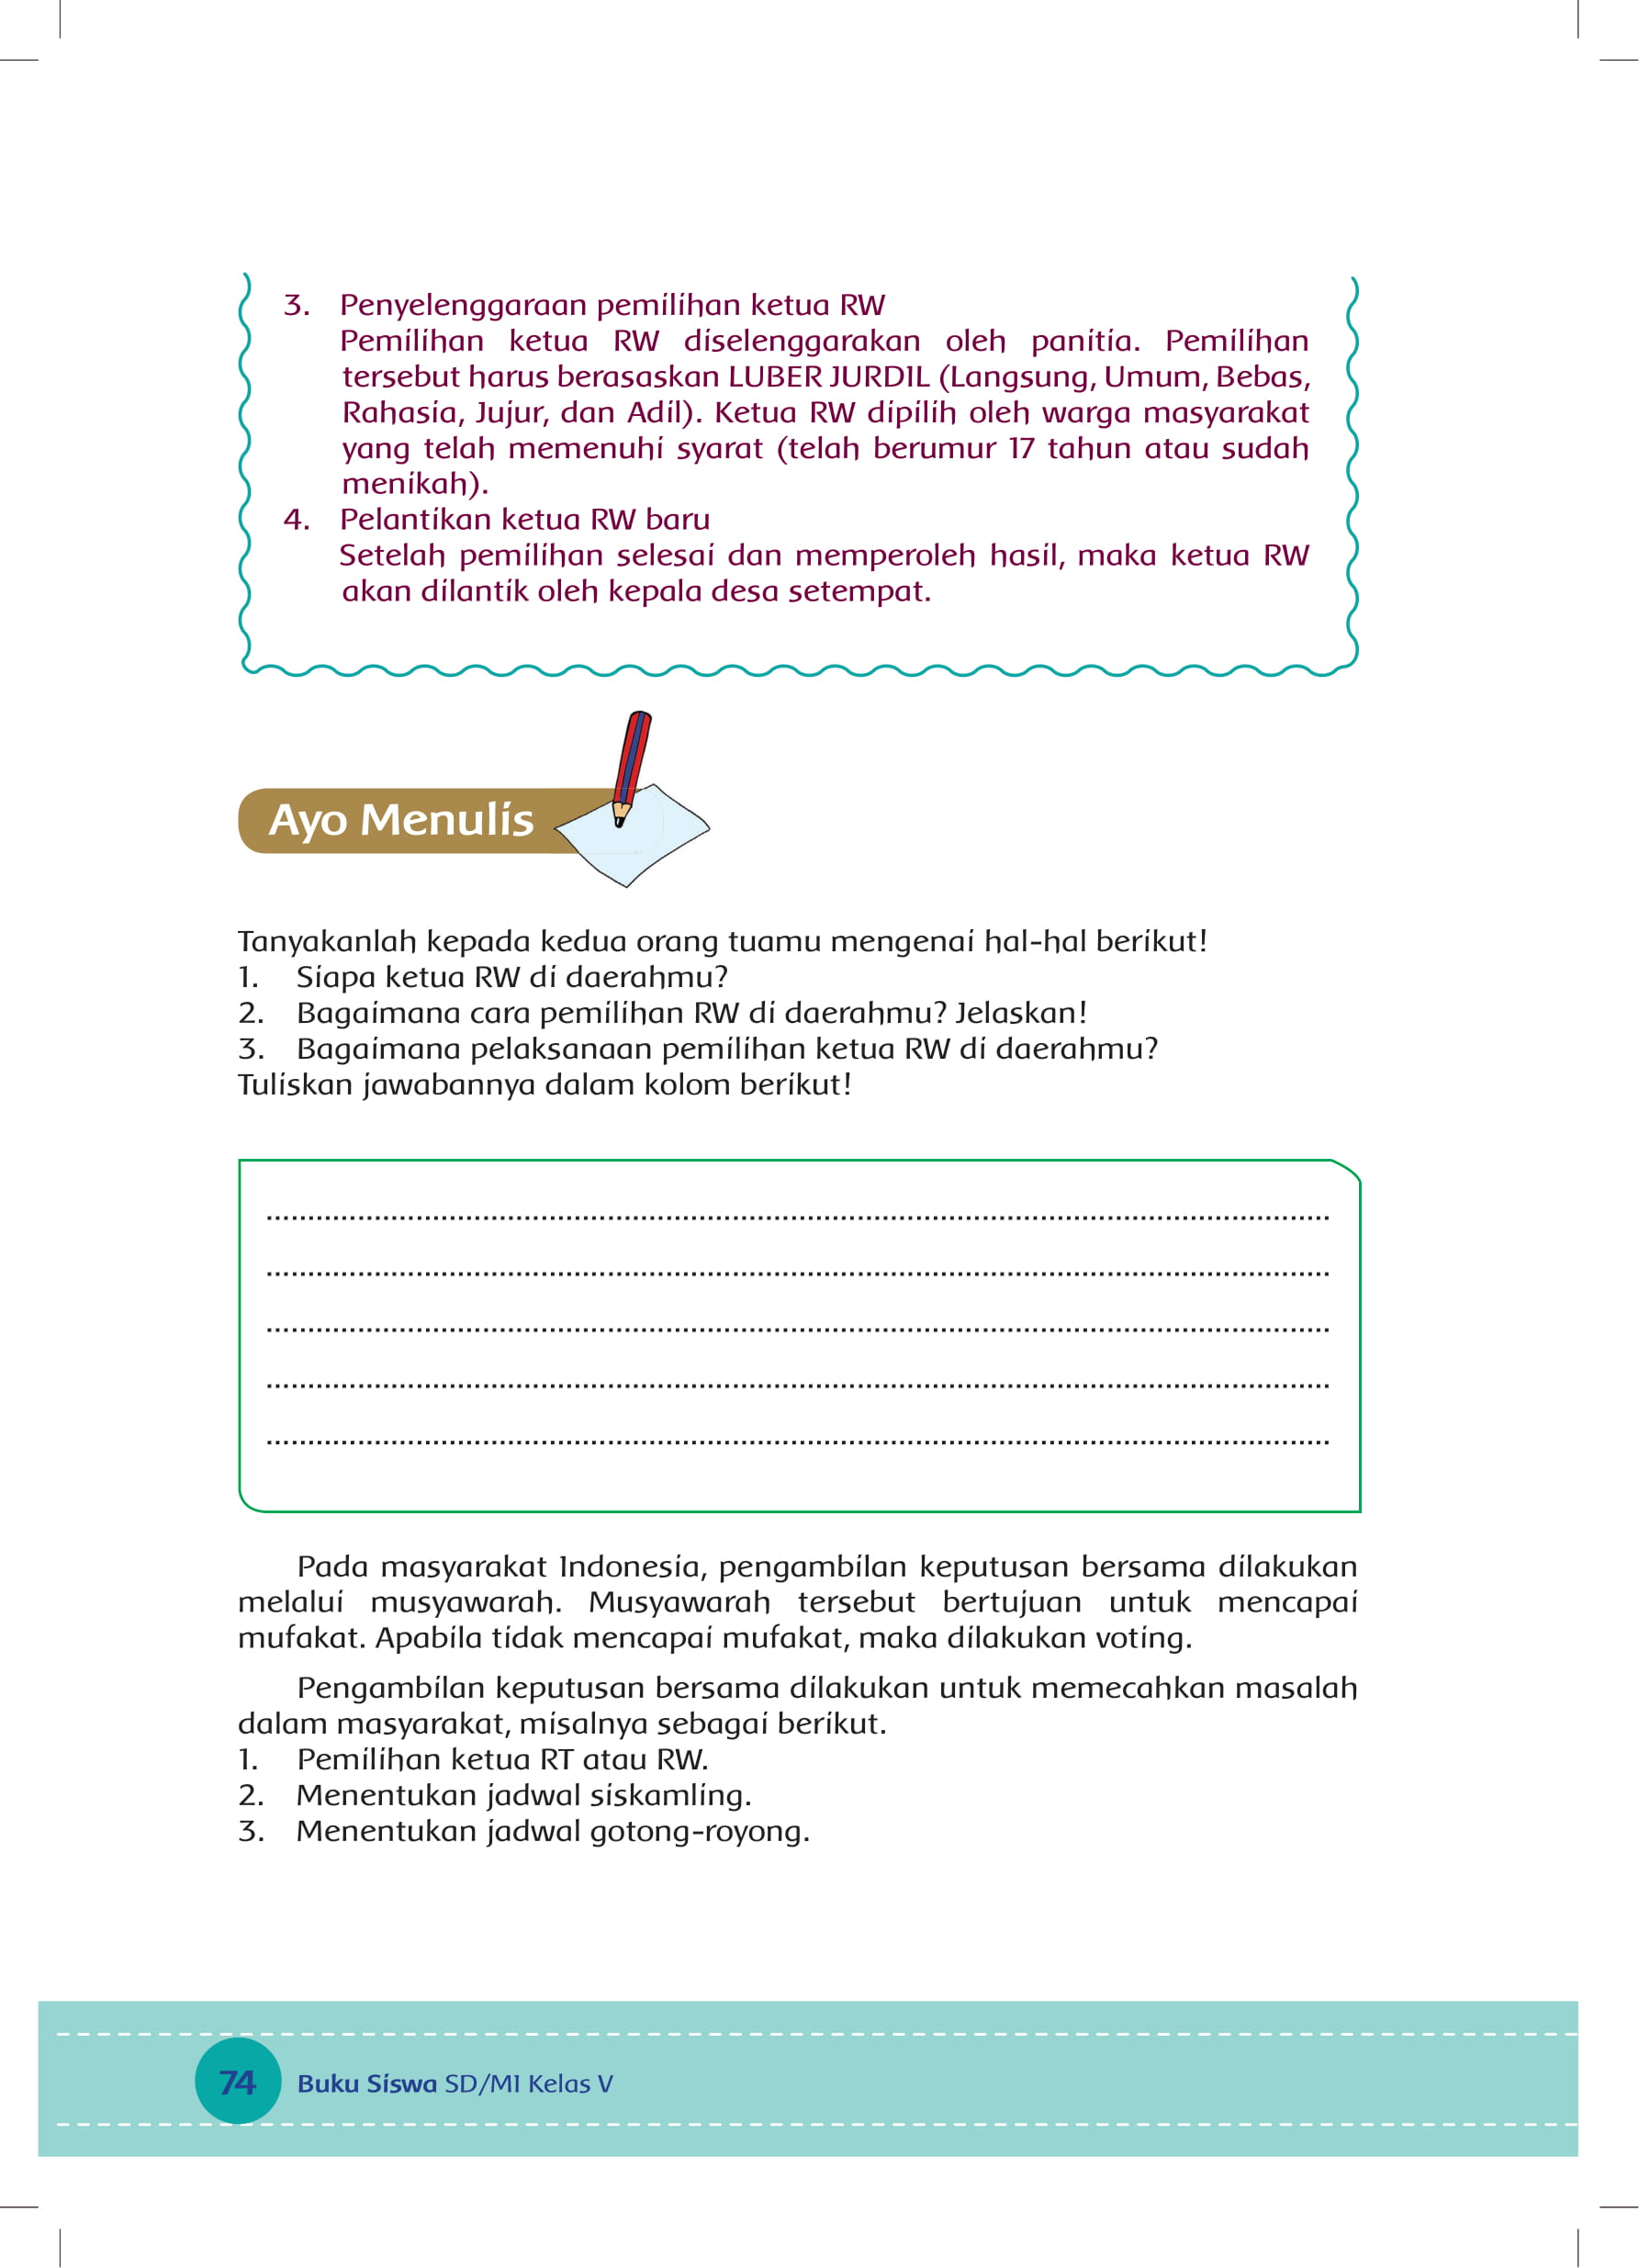 3. Penyelenggaraan pemilihan ketua RW
Pemilihan ketua RW diselenggarakan oleh panitia. Pemilihan
tersebut harus berasaskan LUBER JURDIL (Langsung, Umum, Bebas,
Rahasia, Jujur, dan Adil). Ketua RW dipilih oleh warga masyarakat
yang telah memenuhi syarat (telah berumur 17 tahun atau sudah
menikah).
4. Pelantikan ketua RW baru
Setelah pemilihan selesai dan memperoleh hasil, maka ketua RW
akan dilantik oleh kepala desa setempat.
Ayo Menulis
Tanyakanlah kepada kedua orang tuamu mengenai hal-hal berikut!
1. Siapa ketua RW di daerahmu?
2. Bagaimana cara pemilihan RW di daerahmu? Jelaskan!
3. Bagaimana pelaksanaan pemilihan ketua RW di daerahmu?
Tuliskan jawabannya dalam kolom berikut!
Pada masyarakat Indonesia, pengambilan keputusan bersama dilakukan
melalui musyawarah. Musyawarah tersebut bertujuan untuk mencapai
mufakat. Apabila tidak mencapai mufakat, maka dilakukan voting.
Pengambilan keputusan bersama dilakukan untuk memecahkan masalah
dalam masyarakat, misalnya sebagai berikut.
1. Pemilihan ketua RT atau RW.
2. Menentukan jadwal siskamling.
3. Menentukan jadwal gotong-royong.
74 Buku Siswa SD/MI Kelas V